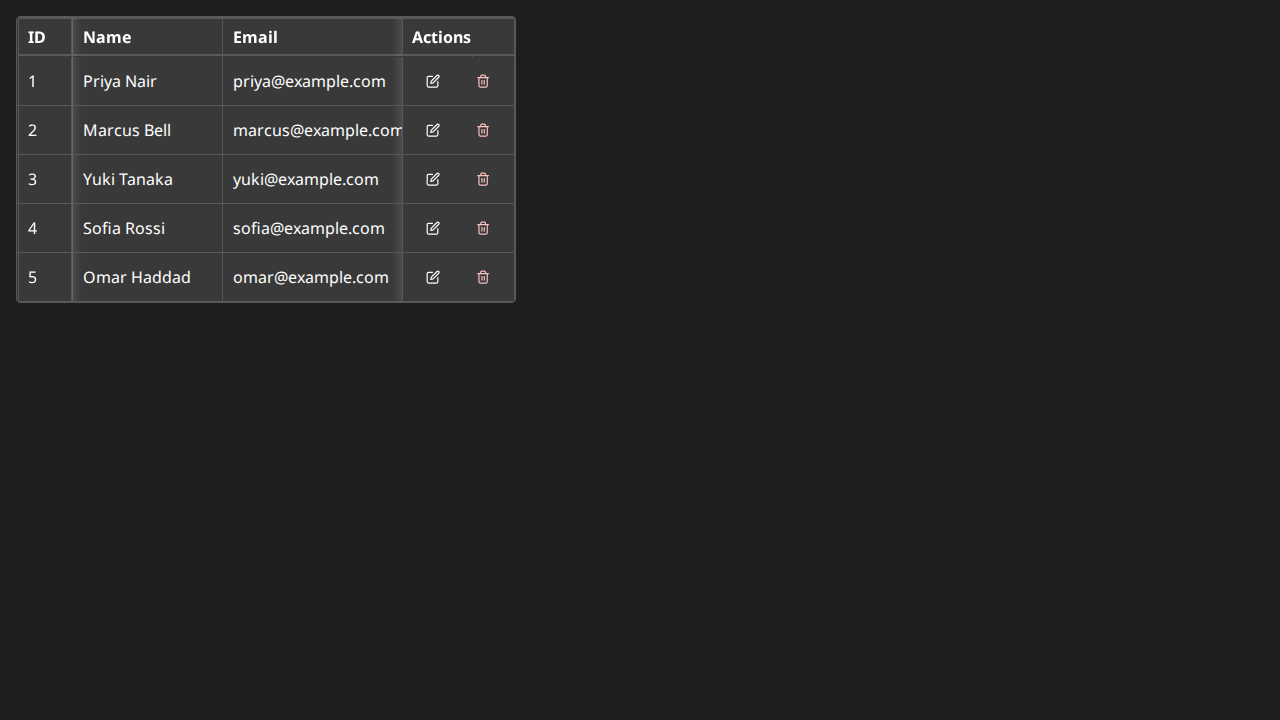 ID Name Email Actions
1 Priya Nair priya@example.com
2 Marcus Bell marcus@example.com
3 Yuki Tanaka yuki@example.com
4 Sofia Rossi sofia@example.com
5 Omar Haddad omar@example.com